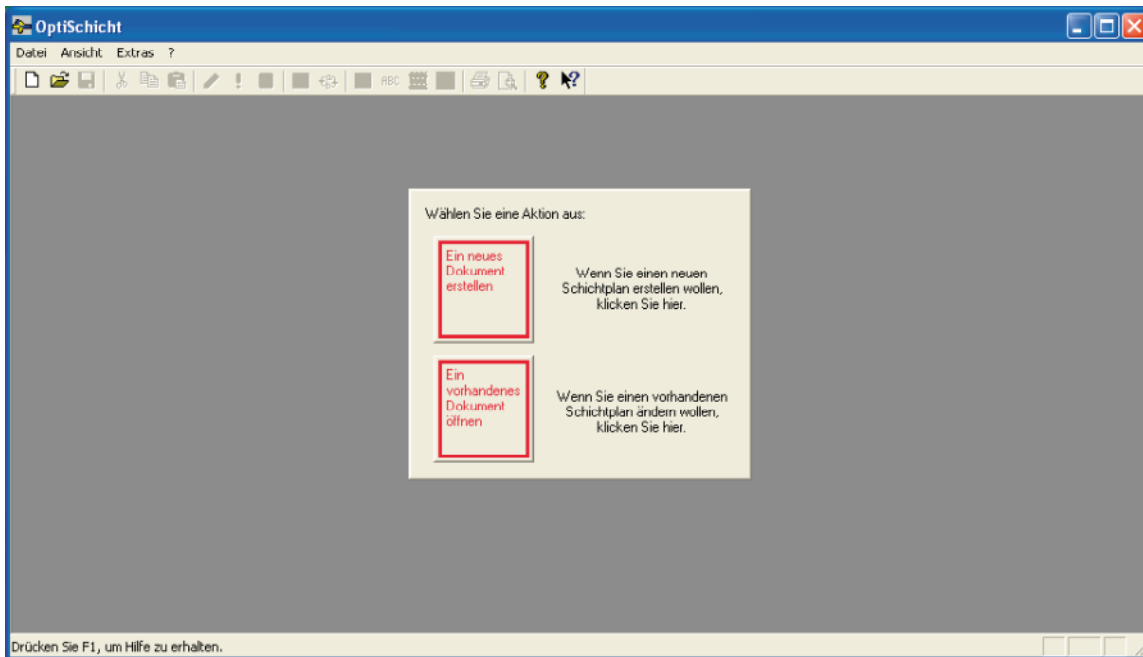 OptiSchicht
Datei Ansicht Extras ?
ABC
Wählen Sie eine Aktion aus:
Ein neues
Dokument
erstellen
Wenn Sie einen neuen
Schichtplan erstellen wollen,
klicken Sie hier.
Ein
vorhandenes
Dokument
öffnen
Wenn Sie einen vorhandenen
Schichtplan ändern wollen,
klicken Sie hier.
Drücken Sie F1, um Hilfe zu erhalten.